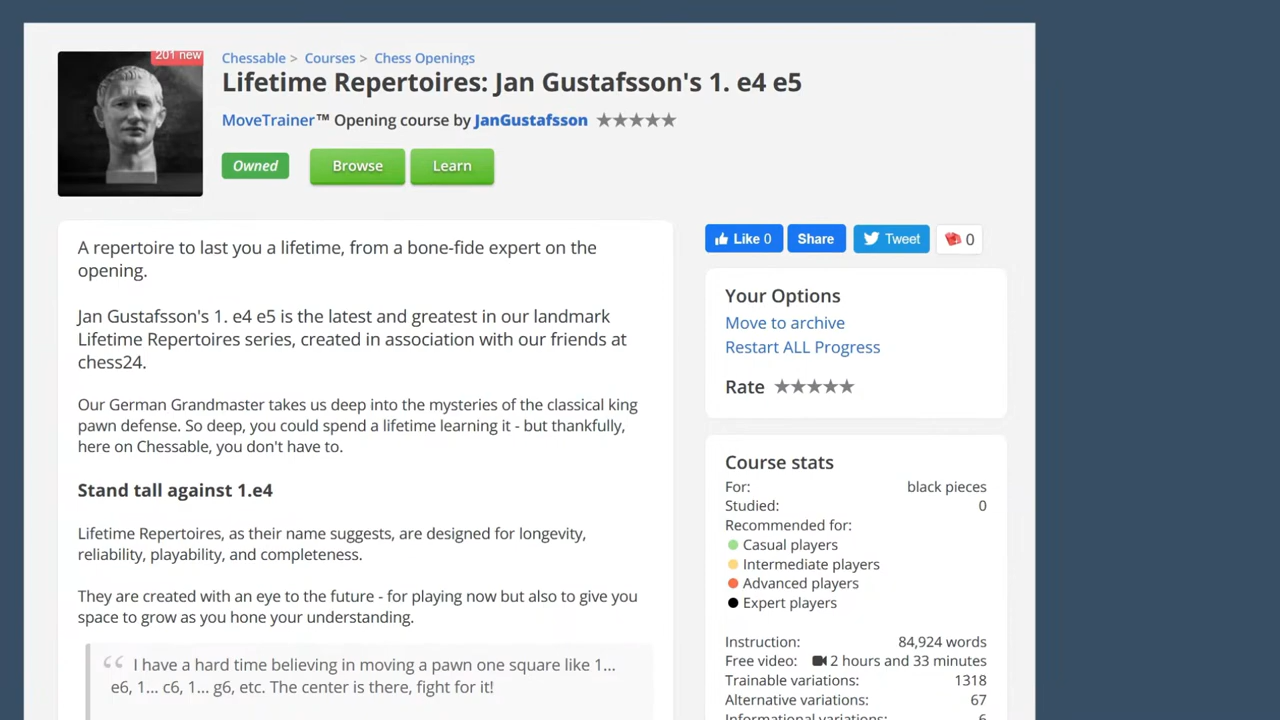 201 new
Chessable > Courses > Chess Openings
Lifetime Repertoires: Jan Gustafsson's 1. e4 e5
MoveTrainer™ Opening course by JanGustafsson ★★★★★
Owned
Browse
Learn
A repertoire to last you a lifetime, from a bone-fide expert on the
opening.
Jan Gustafsson's 1. e4 e5 is the latest and greatest in our landmark
Lifetime Repertoires series, created in association with our friends at
chess24.
Our German Grandmaster takes us deep into the mysteries of the classical king
pawn defense. So deep, you could spend a lifetime learning it - but thankfully,
here on Chessable, you don't have to.
Stand tall against 1.e4
Lifetime Repertoires, as their name suggests, are designed for longevity,
reliability, playability, and completeness.
They are created with an eye to the future - for playing now but also to give you
space to grow as you hone your understanding.
“ I have a hard time believing in moving a pawn one square like 1...
e6, 1... c6, 1... g6, etc. The center is there, fight for it!
Like 0
Share
Tweet
0
Your Options
Move to archive
Restart ALL Progress
Rate ★★★★★
Course stats
For: black pieces
Studied: 0
Recommended for:
Casual players
Intermediate players
Advanced players
Expert players
Instruction: 84,924 words
Free video: 2 hours and 33 minutes
Trainable variations: 1318
Alternative variations: 67
Informational variations: 6